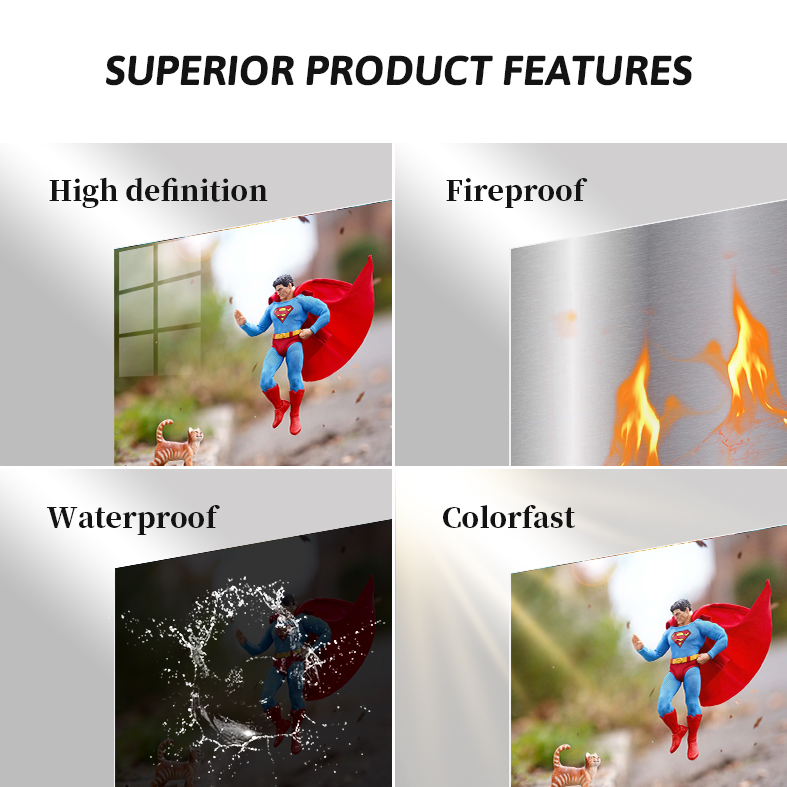 SUPERIOR PRODUCT FEATURES
High definition
Fireproof
Waterproof
Colorfast